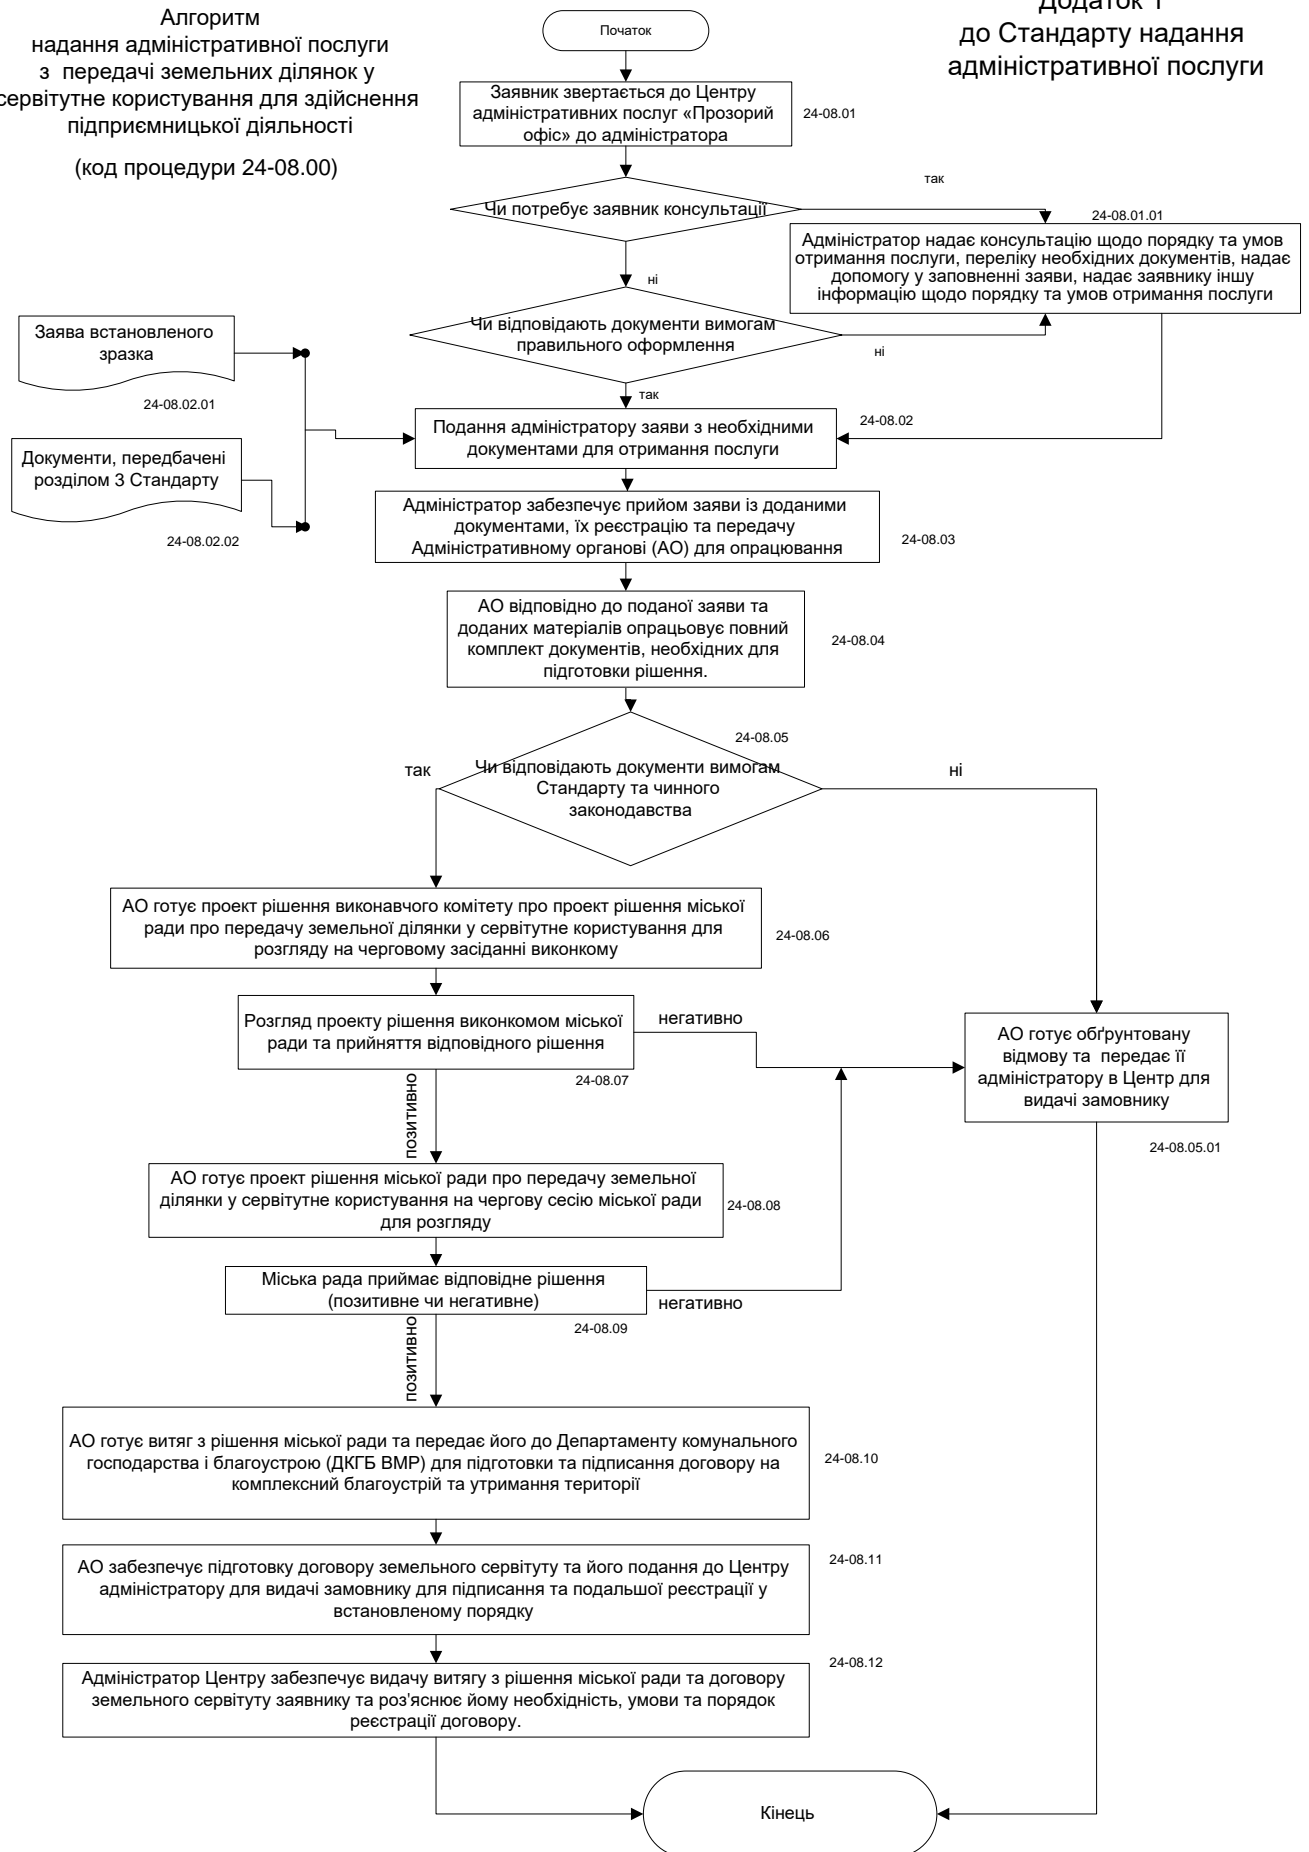 Алгоритм
надання адміністративної послуги
з передачі земельних ділянок у
сервітутне користування для здійснення
підприємницької діяльності
(код процедури 24-08.00)
Додаток 1
до Стандарту надання
адміністративної послуги
Початок
Заявник звертається до Центру
адміністративних послуг «Прозорий
офіс» до адміністратора
24-08.01
Чи потребує заявник консультації
так
ні
24-08.01.01
Адміністратор надає консультацію щодо порядку та умов
отримання послуги, переліку необхідних документів, надає
допомогу у заповненні заяви, надає заявнику іншу
інформацію щодо порядку та умов отримання послуги
Чи відповідають документи вимогам
правильного оформлення
ні
так
Заява встановленого
зразка
24-08.02.01
Документи, передбачені
розділом 3 Стандарту
24-08.02.02
Подання адміністратору заяви з необхідними
документами для отримання послуги
24-08.02
Адміністратор забезпечує прийом заяви із доданими
документами, їх реєстрацію та передачу
Адміністративному органові (АО) для опрацювання
24-08.03
АО відповідно до поданої заяви та
доданих матеріалів опрацьовує повний
комплект документів, необхідних для
підготовки рішення.
24-08.04
24-08.05
Чи відповідають документи вимогам
Стандарту та чинного
законодавства
так
ні
АО готує проект рішення виконавчого комітету про проект рішення міської
ради про передачу земельної ділянки у сервітутне користування для
розгляду на черговому засіданні виконкому
24-08.06
Розгляд проекту рішення виконкомом міської
ради та прийняття відповідного рішення
24-08.07
негативно
позитивно
АО готує обґрунтовану
відмову та передає її
адміністратору в Центр для
видачі замовнику
24-08.05.01
АО готує проект рішення міської ради про передачу земельної
ділянки у сервітутне користування на чергову сесію міської ради
для розгляду
24-08.08
Міська рада приймає відповідне рішення
(позитивне чи негативне)
24-08.09
негативно
позитивно
АО готує витяг з рішення міської ради та передає його до Департаменту комунального
господарства і благоустрою (ДКГБ ВМР) для підготовки та підписання договору на
комплексний благоустрій та утримання території
24-08.10
АО забезпечує підготовку договору земельного сервітуту та його подання до Центру
адміністратору для видачі замовнику для підписання та подальшої реєстрації у
встановленому порядку
24-08.11
Адміністратор Центру забезпечує видачу витягу з рішення міської ради та договору
земельного сервітуту заявнику та роз'яснює йому необхідність, умови та порядок
реєстрації договору.
24-08.12
Кінець